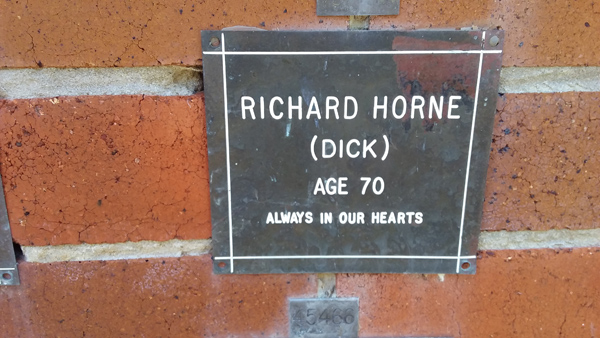 RICHARD HORNE
(DICK)
AGE 70
ALWAYS IN OUR HEARTS